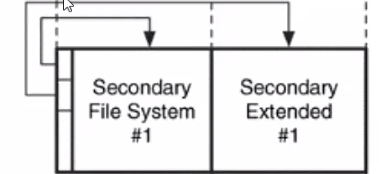 Secondary
File System
#1
Secondary
Extended
#1